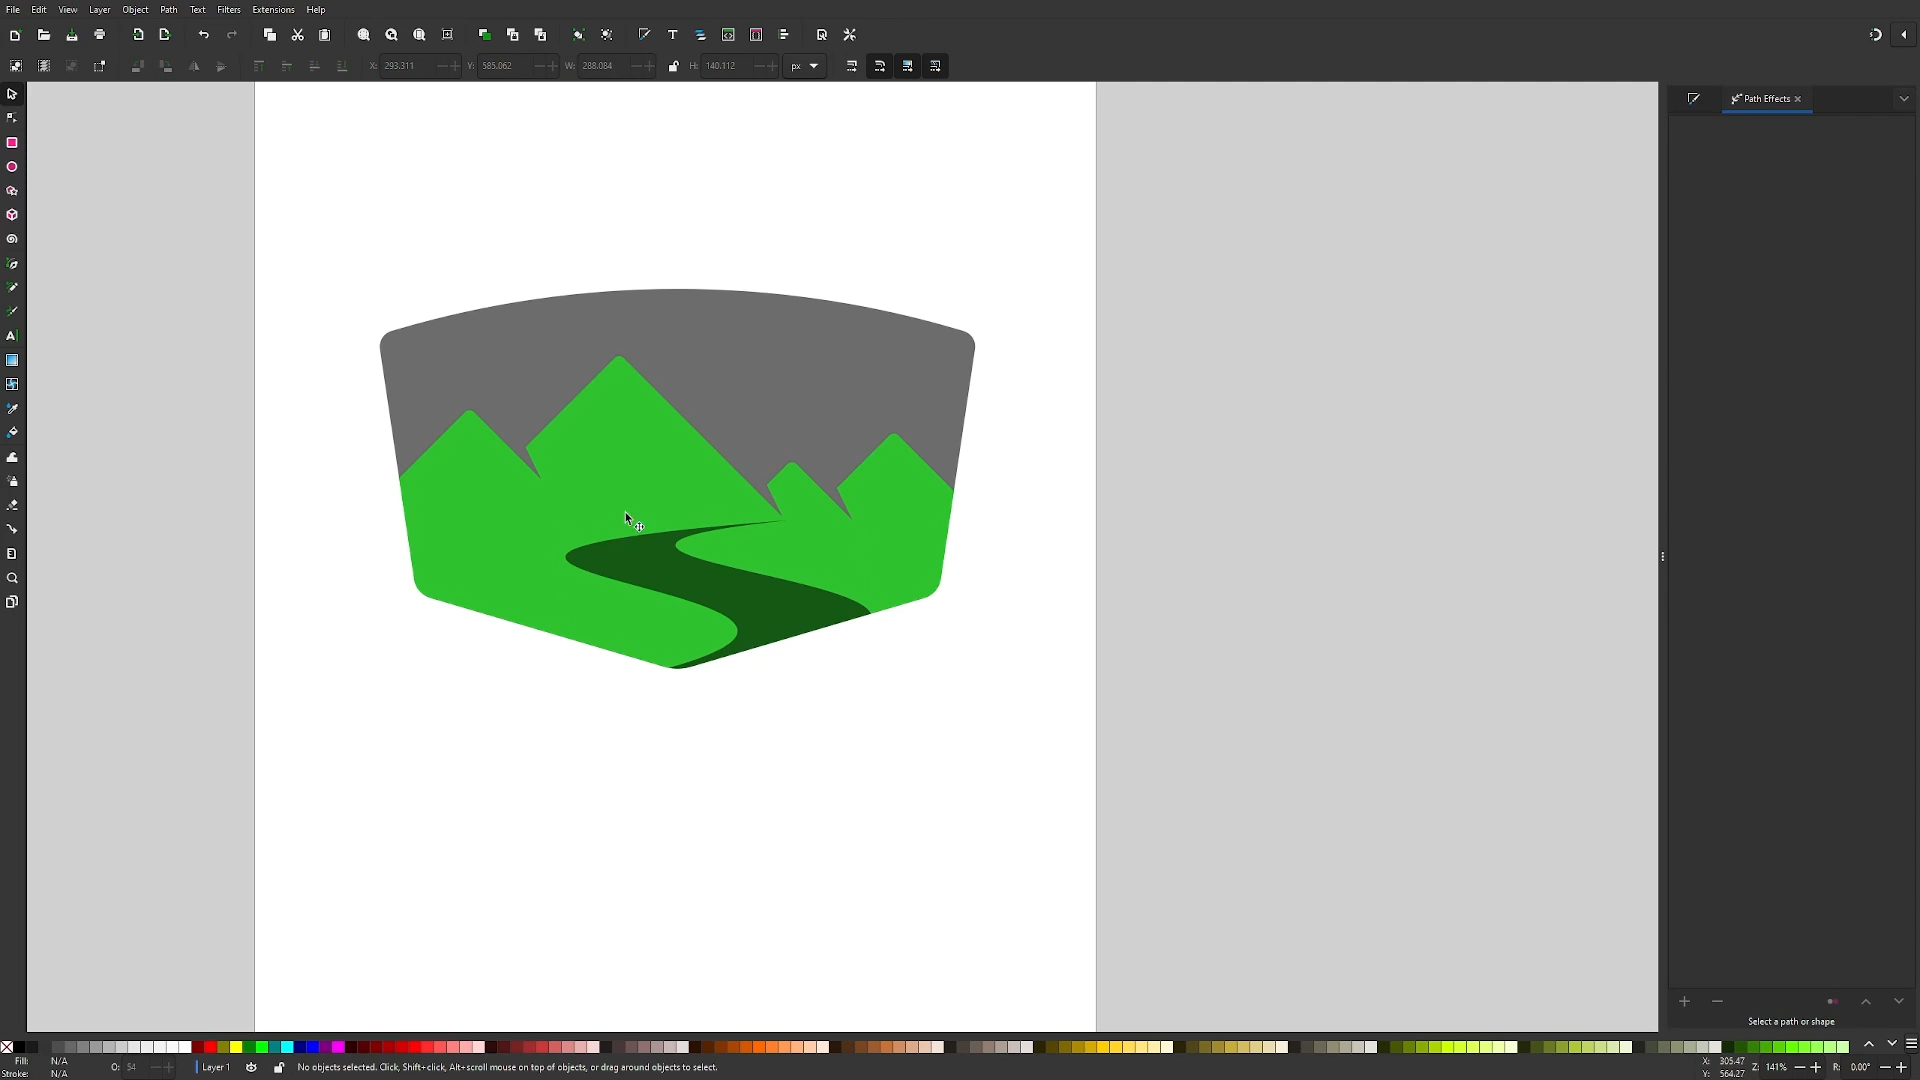 File Edit View Layer Object Path Text Filters Extensions Help
X: 293.311 Y: 585.062 W: 288.084 H: 140.112 px
Path Effects
Select a path or shape
Fill: N/A O: 54 Layer 1 No objects selected. Click, Shift+click, Alt+scroll mouse on top of objects, or drag around objects to select. X: 305.47 Z: 141% R: 0.00°
Stroke: N/A Y: 564.27